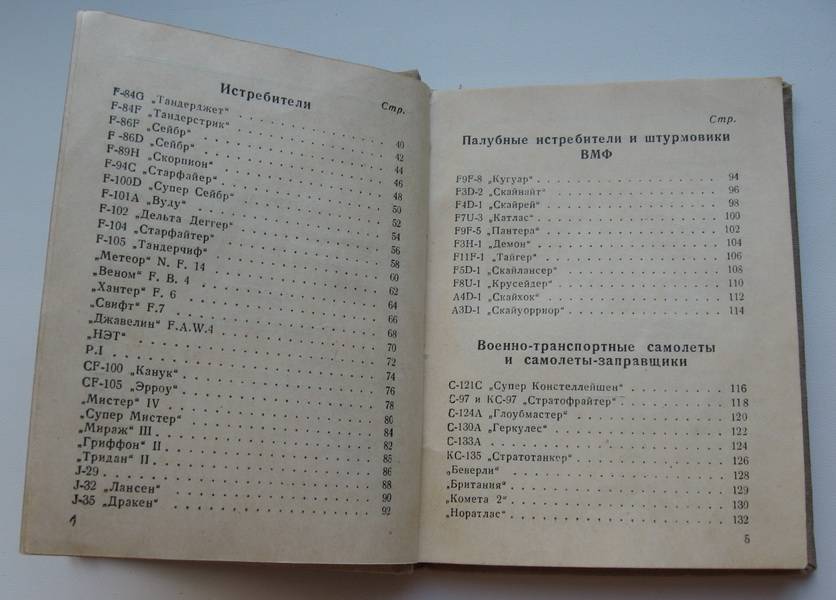 Истребители
Стр.
F-84G „Тандерджет“ 40
F-84F „Тандерстрик“ 42
F-86F „Сейбр“ 44
F-86D „Сейбр“ 46
F-89H „Скорпион“ 48
F-94C „Старфайер“ 50
F-100D „Супер Сейбр“ 52
F-101A „Вуду“ 54
F-102 „Дельта Деггер“ 56
F-104 „Старфайтер“ 58
F-105 „Тандерчиф“ 60
„Метеор“ N. F. 14 62
„Веном“ F. B. 4 64
„Хантер“ F. 6 66
„Свифт“ F.7 68
„Джавелин“ F.A.W.4 70
„НЭТ“ 72
P.I 74
CF-100 „Канук“ 76
CF-105 „Эрроу“ 78
„Мистер“ IV 80
„Супер Мистер“ 84
„Мираж“ III 82
„Гриффон“ II 85
„Тридан“ II 86
J-29 88
J-32 „Лансен“ 90
J-35 „Дракен“ 92
Стр.
Палубные истребители и штурмовики
ВМФ
F9F-8 „Кугуар“ 94
F3D-2 „Скайнайт“ 96
F4D-1 „Скайрей“ 98
F7U-3 „Катлас“ 100
F9F-5 „Пантера“ 102
F3H-1 „Демон“ 104
F11F-1 „Тайгер“ 106
F5D-1 „Скайлансер“ 108
F8U-1 „Крусейдер“ 110
A4D-1 „Скайхок“ 112
A3D-1 „Скайуорриор“ 114
Военно-транспортные самолеты
и самолеты-заправщики
С-121С „Супер Констеллейшен“ 116
С-97 и КС-97 „Стратофрайтер“ 118
С-124А „Глоубмастер“ 120
С-130А „Геркулес“ 122
С-133А 124
КС-135 „Стратотанкер“ 126
„Беверли“ 128
„Британия“ 129
„Комета 2“ 130
„Норатлас“ 132
5